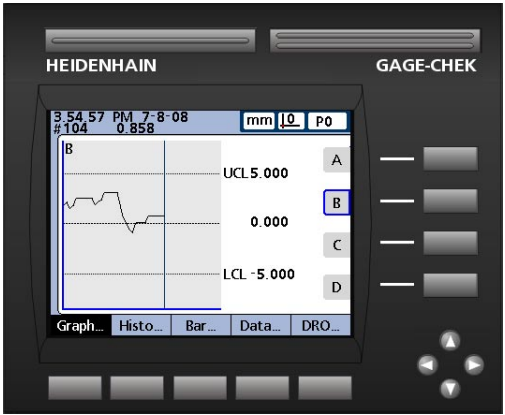 HEIDENHAIN GAGE-CHEK
3.54.57 PM 7-8-08 mm 0 P0
#104 0.858
B
A
UCL 5.000
B
0.000
C
LCL -5.000
D
Graph... Histo... Bar... Data... DRO...